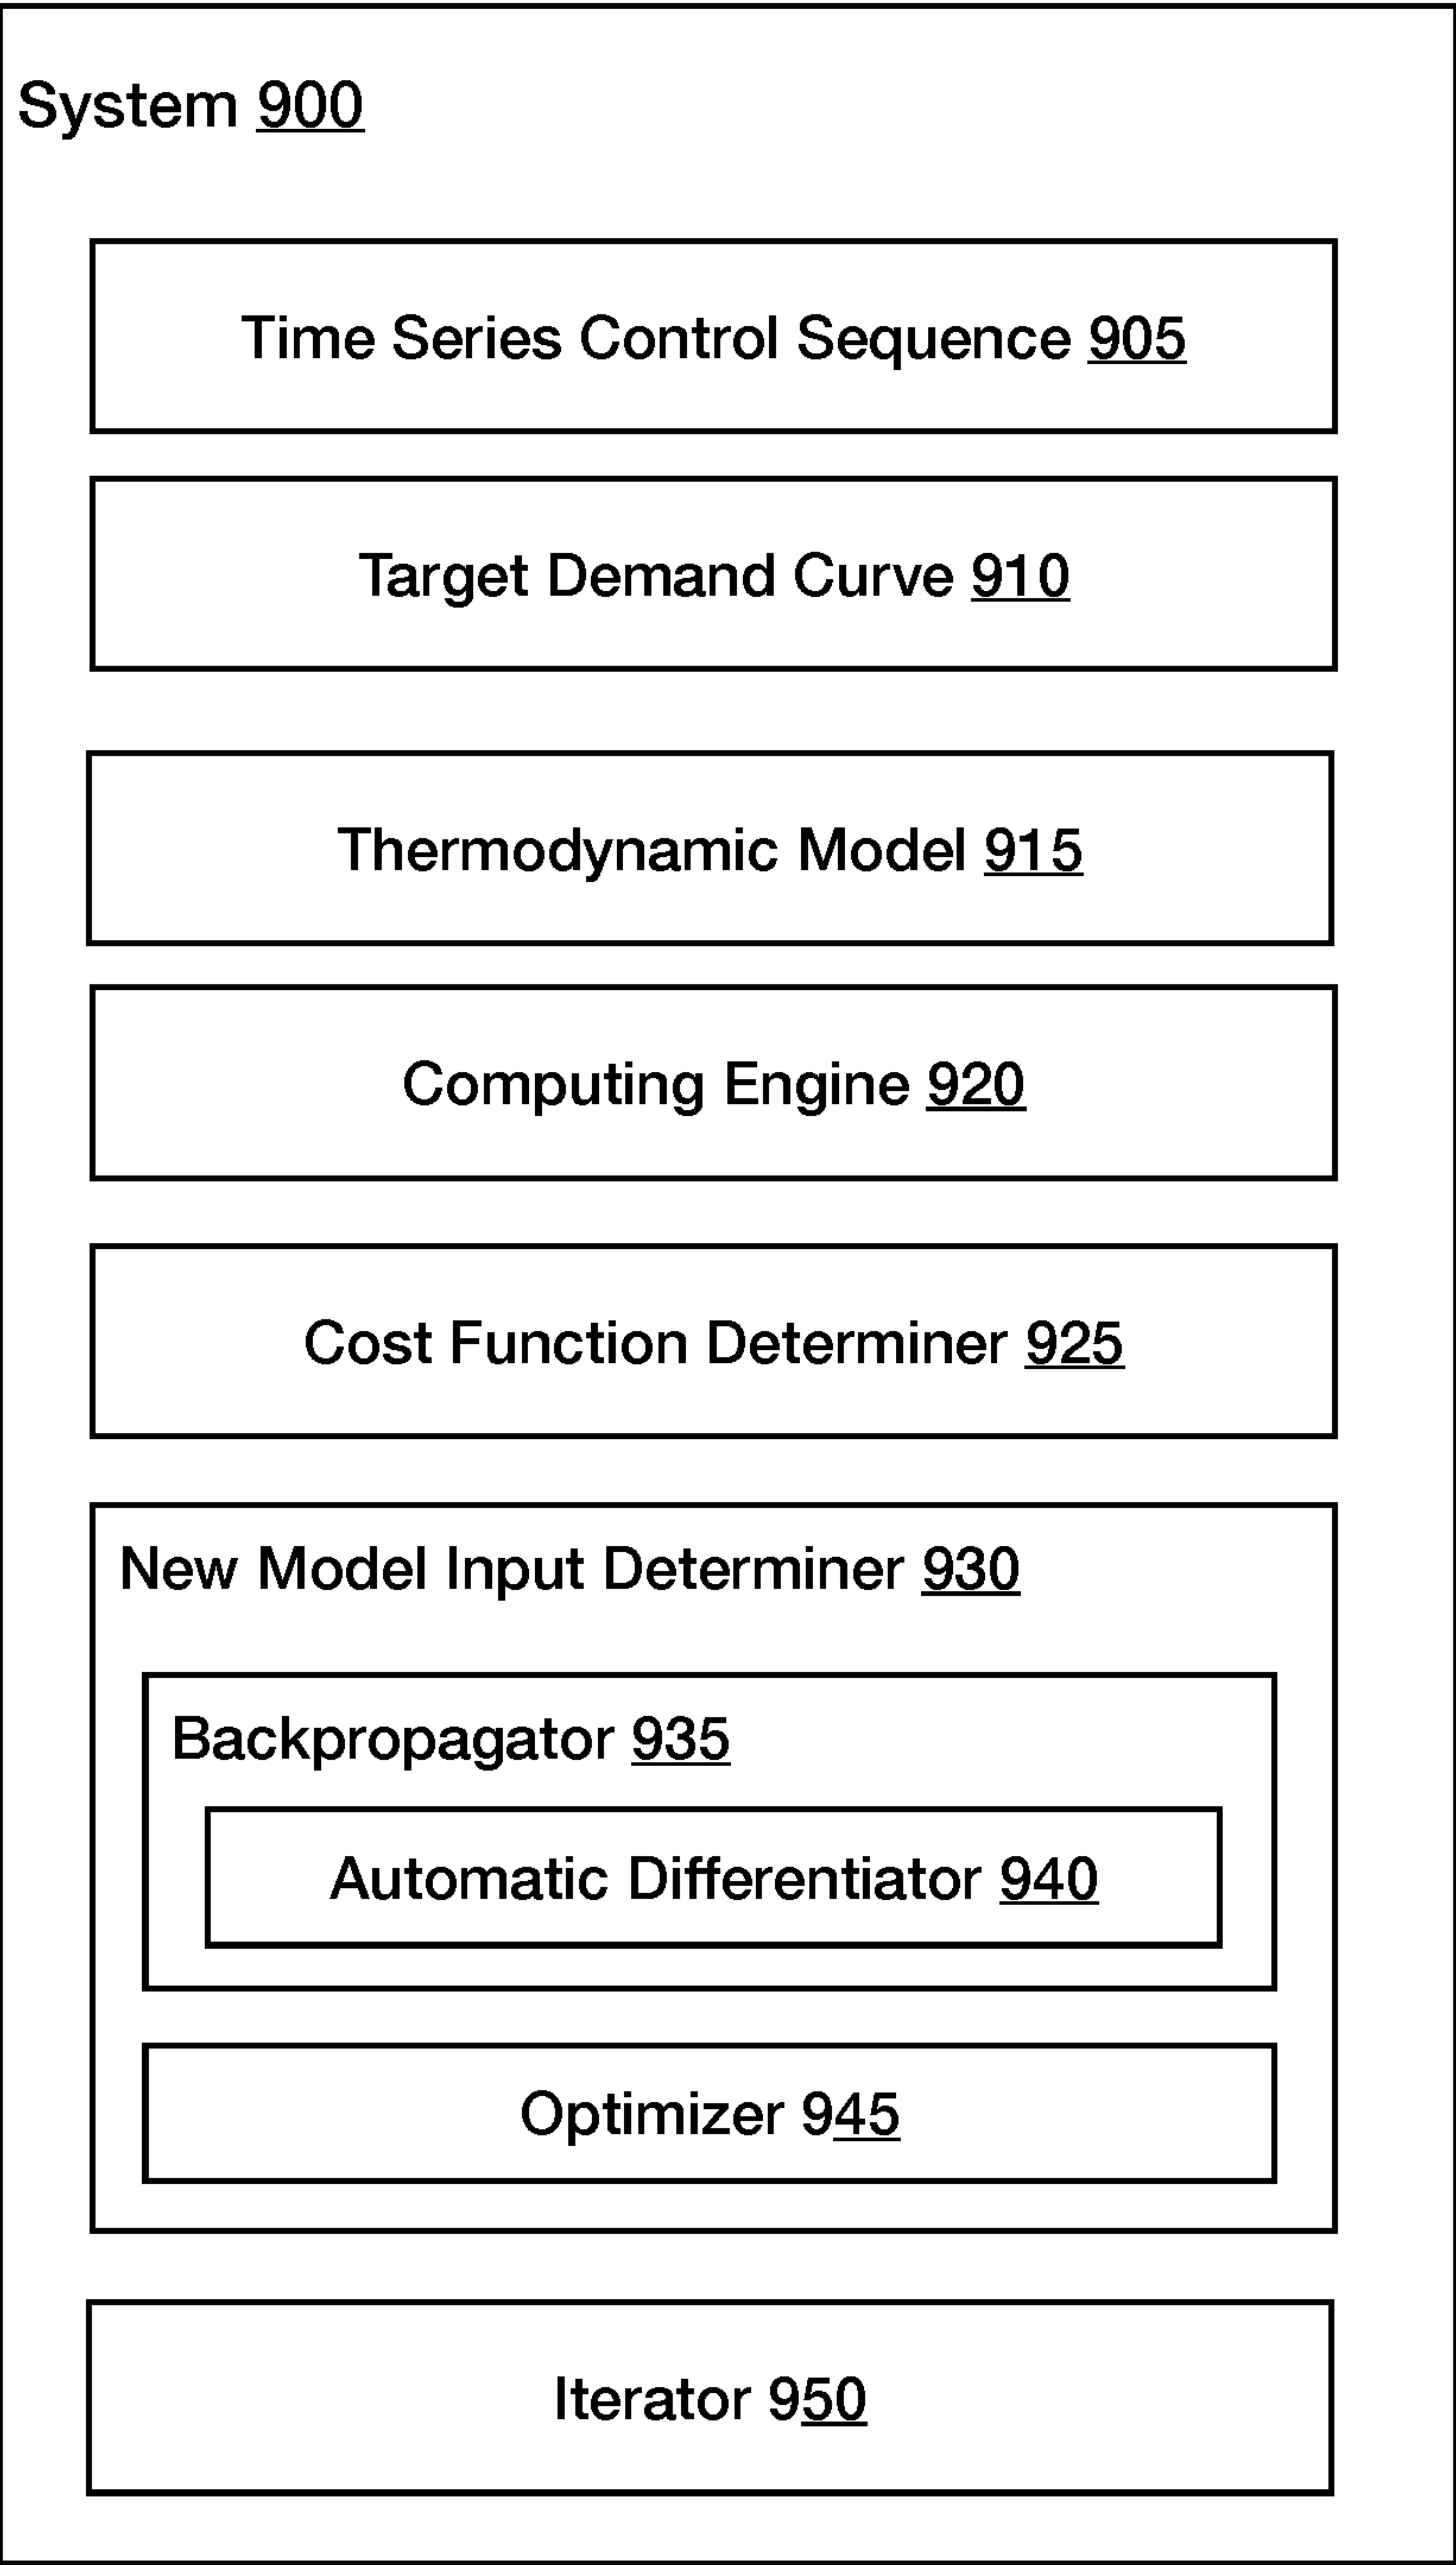 System 900
Time Series Control Sequence 905
Target Demand Curve 910
Thermodynamic Model 915
Computing Engine 920
Cost Function Determiner 925
New Model Input Determiner 930
Backpropagator 935
Automatic Differentiator 940
Optimizer 945
Iterator 950